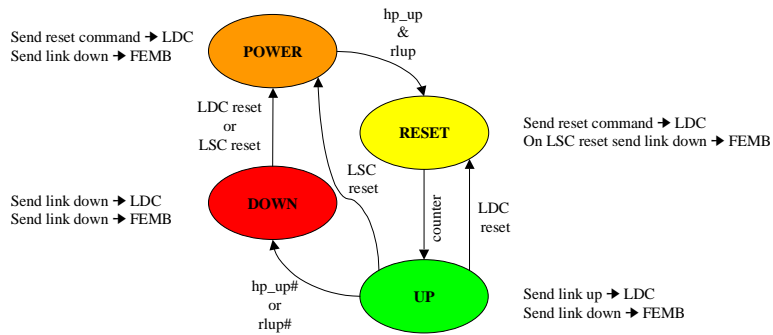 hp_up
&
rlup
Send reset command → LDC
Send link down → FEMB
POWER
LDC reset
or
LSC reset
RESET
Send reset command → LDC
On LSC reset send link down → FEMB
LSC
reset
Send link down → LDC
Send link down → FEMB
DOWN
counter
LDC
reset
hp_up#
or
rlup#
UP
Send link up → LDC
Send link down → FEMB